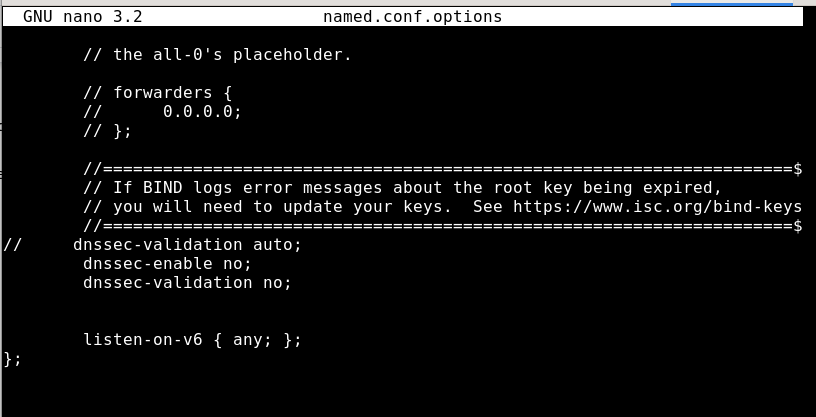 GNU nano 3.2                  named.conf.options
        // the all-0's placeholder.
        // forwarders {
        //      0.0.0.0;
        // };
        //=====================================================================$
        // If BIND logs error messages about the root key being expired,
        // you will need to update your keys.  See https://www.isc.org/bind-keys
        //=====================================================================$
//     dnssec-validation auto;
        dnssec-enable no;
        dnssec-validation no;
        listen-on-v6 { any; };
};